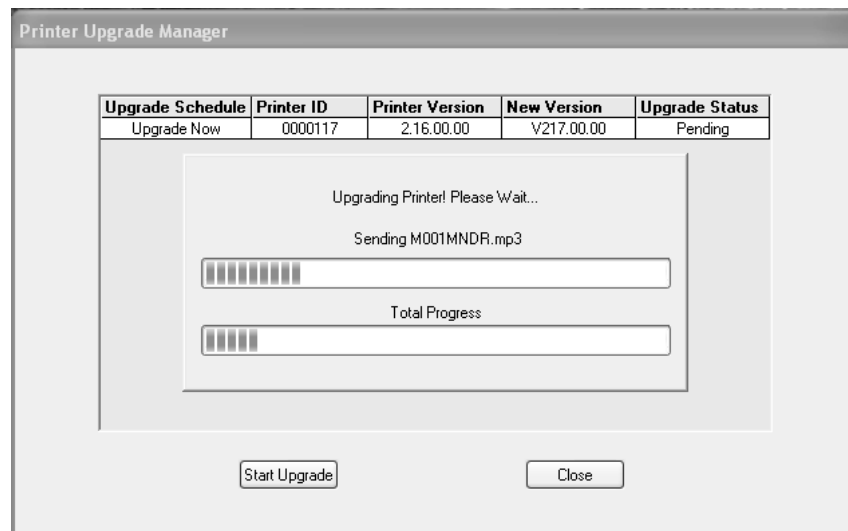 Printer Upgrade Manager
Upgrade Schedule Printer ID Printer Version New Version Upgrade Status
Upgrade Now 0000117 2.16.00.00 V217.00.00 Pending
Upgrading Printer! Please Wait...
Sending M001MNDR.mp3
Total Progress
Start Upgrade Close